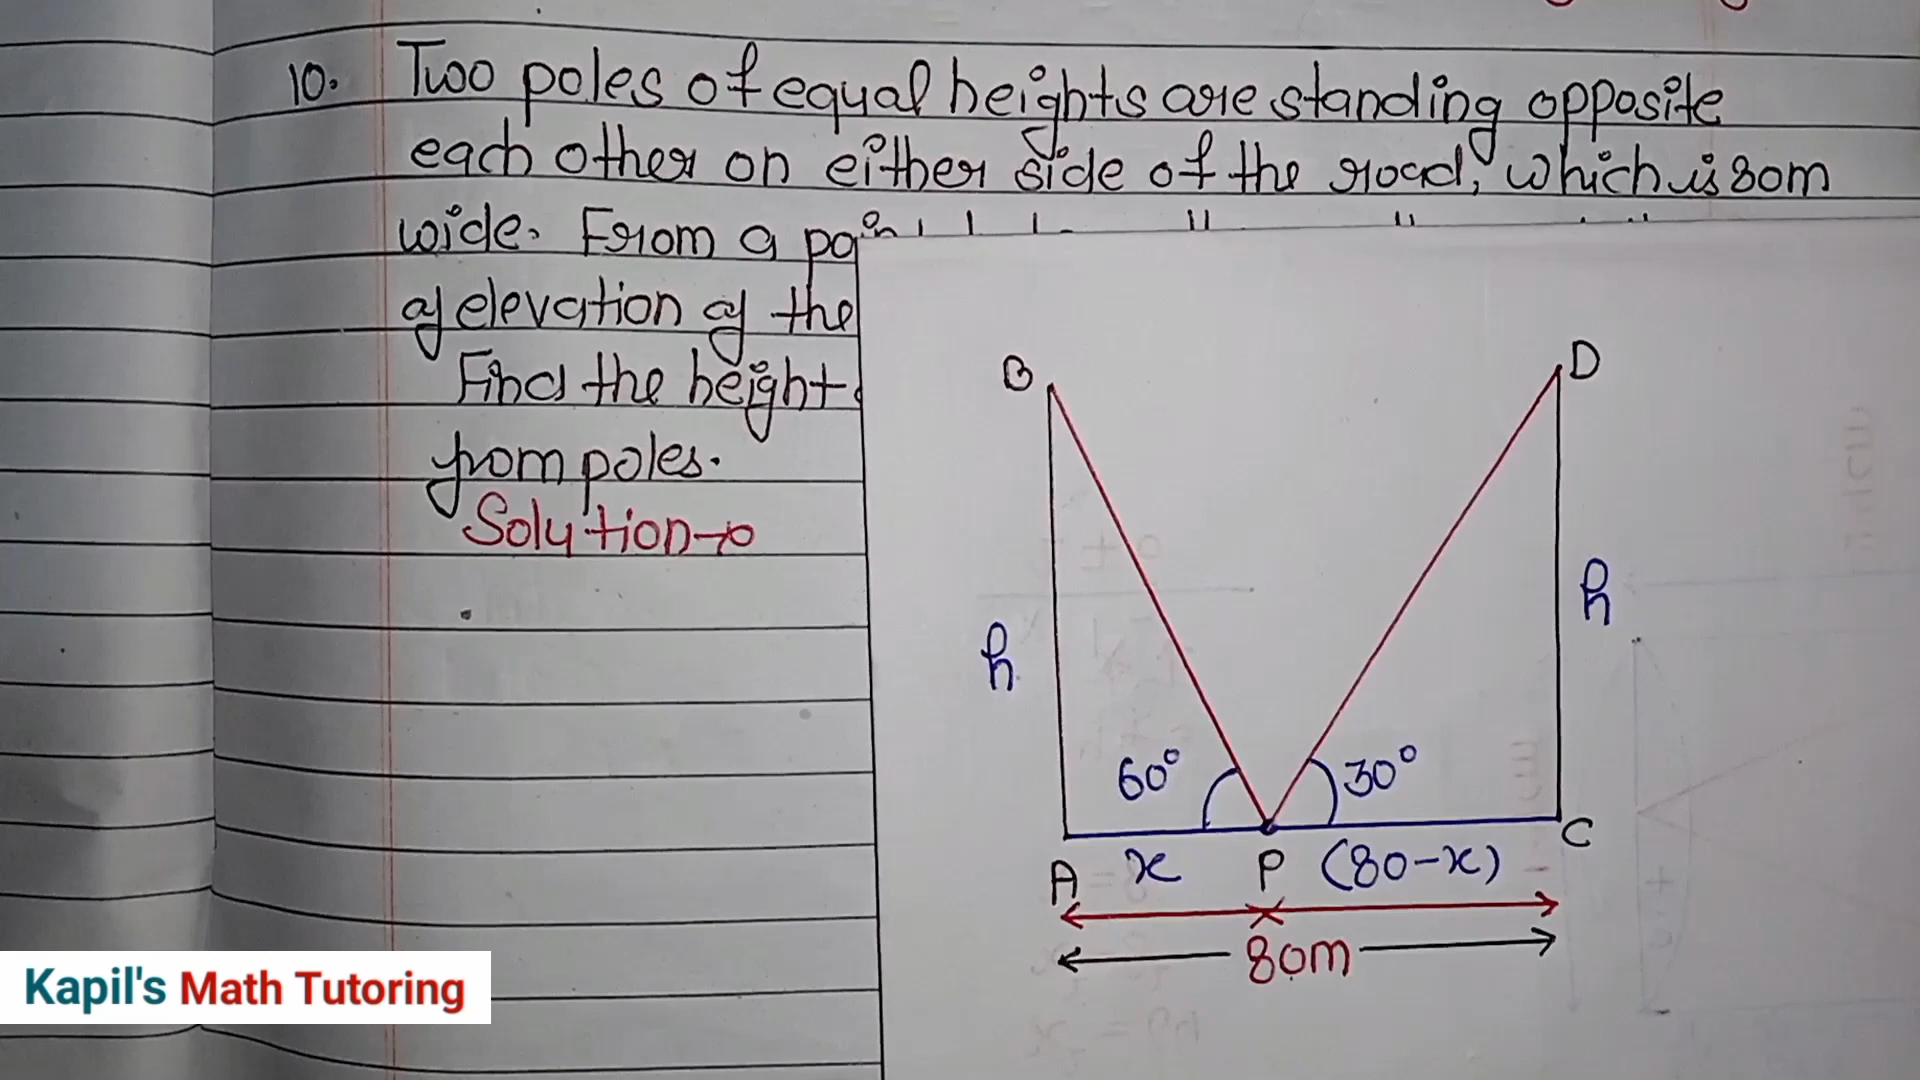 10. Two poles of equal heights are standing opposite
each other on either side of the road, which is 80m
wide. From a
of elevation of the
Find the height
from poles.
Solution→
B
D
h
h
60°
30°
A x P (80-x) C
80m
Kapil's Math Tutoring